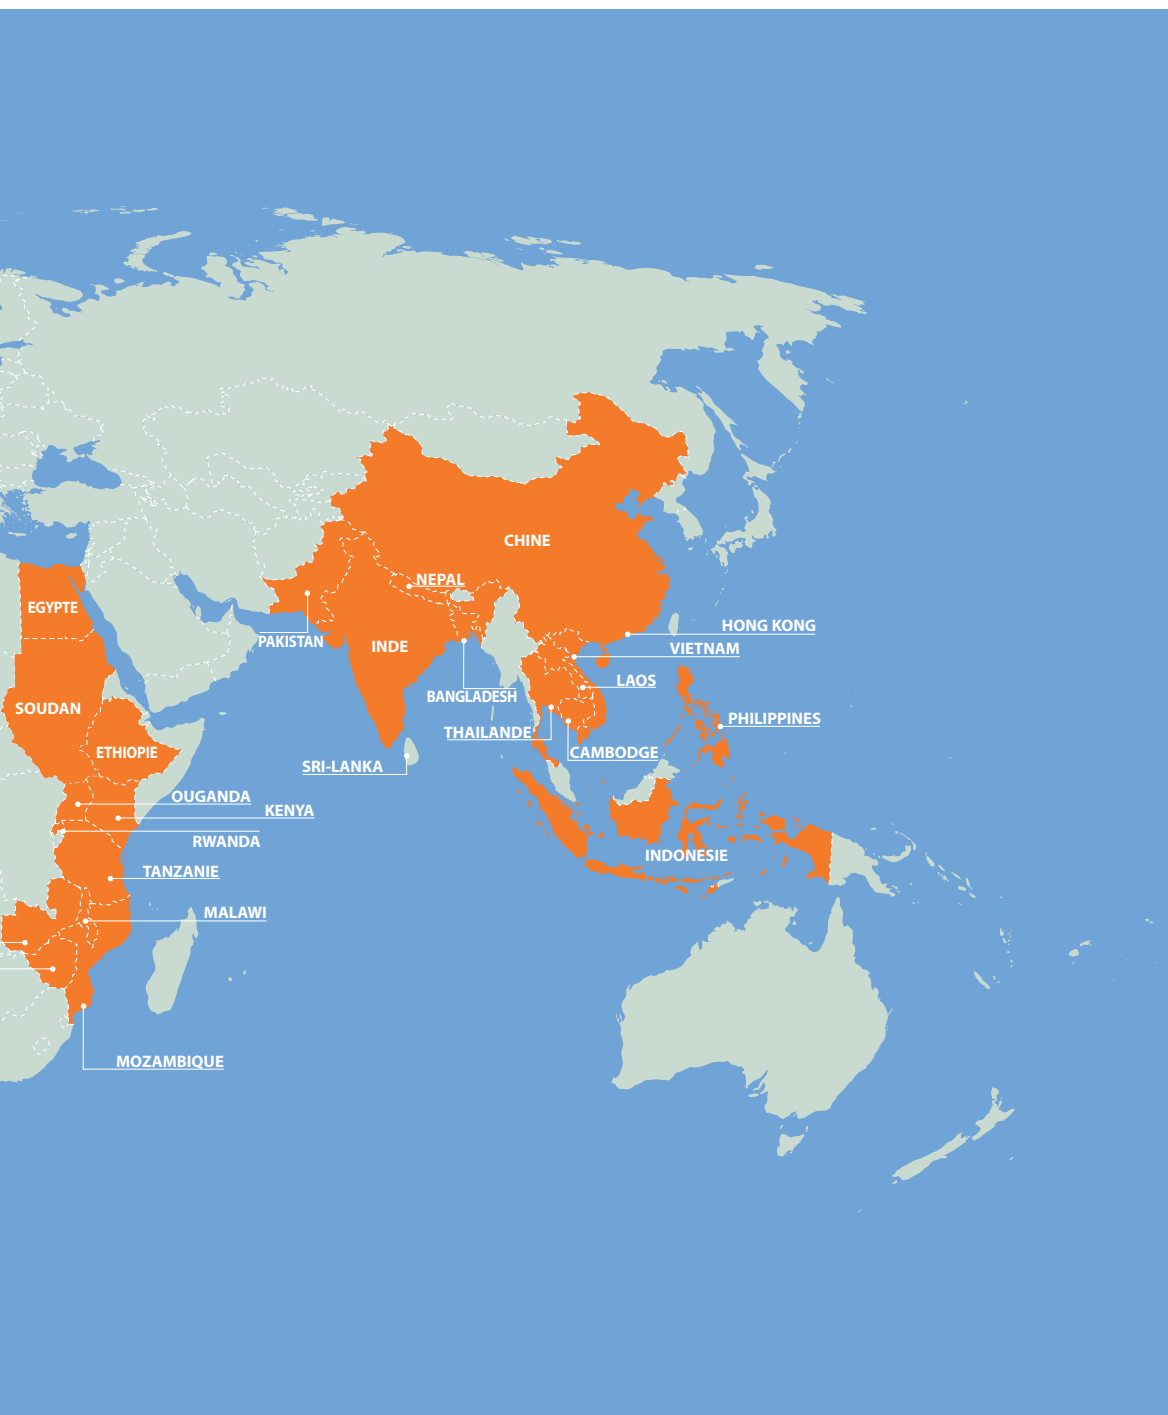 CHINE
NEPAL
EGYPTE
HONG KONG
PAKISTAN
INDE
VIETNAM
LAOS
BANGLADESH
SOUDAN
PHILIPPINES
THAILANDE
ETHIOPIE
CAMBODGE
SRI-LANKA
OUGANDA
KENYA
RWANDA
INDONESIE
TANZANIE
MALAWI
MOZAMBIQUE